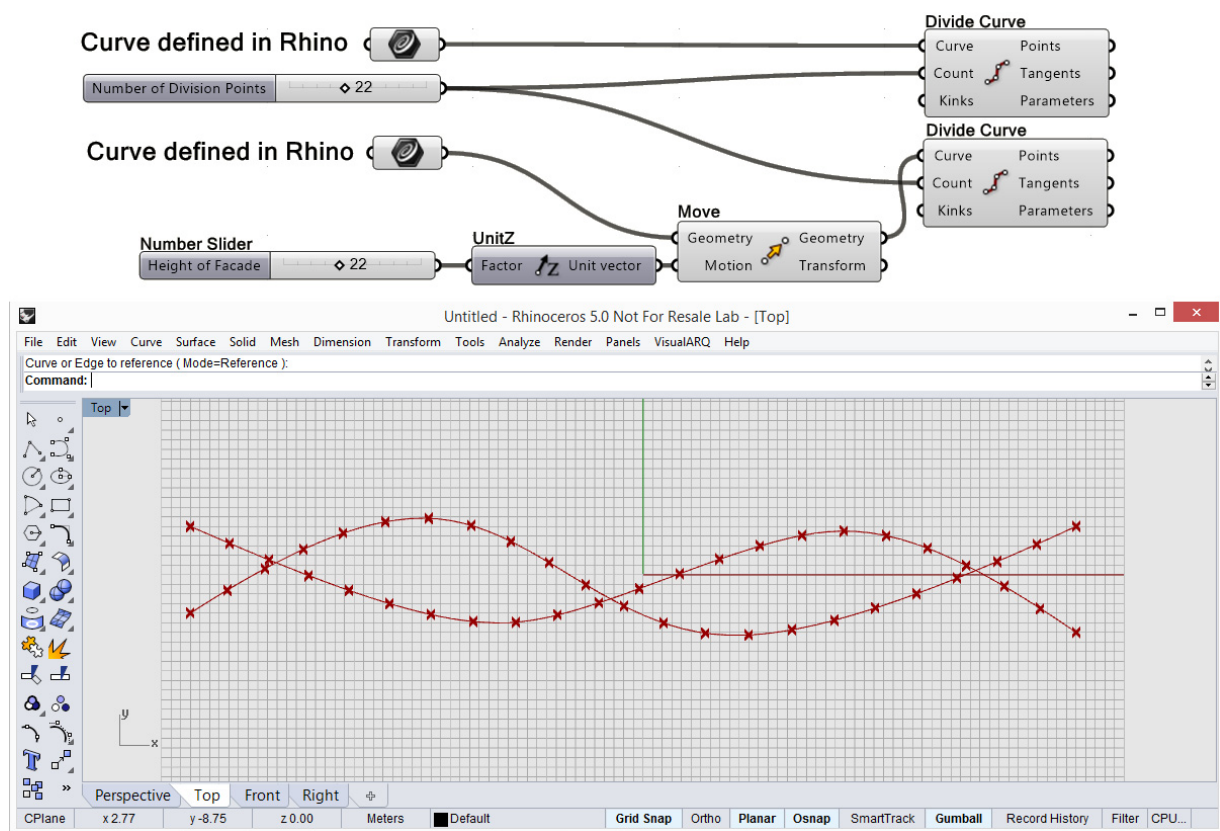 Divide Curve
Curve defined in Rhino
Curve Points
Count Tangents
Kinks Parameters
Number of Division Points 22
Divide Curve
Curve defined in Rhino
Curve Points
Count Tangents
Kinks Parameters
Move
Geometry Geometry
Motion Transform
Number Slider
Height of Facade 22
UnitZ
Factor Z Unit vector
Untitled - Rhinoceros 5.0 Not For Resale Lab - [Top]
File Edit View Curve Surface Solid Mesh Dimension Transform Tools Analyze Render Panels VisualARQ Help
Curve or Edge to reference ( Mode=Reference ):
Command:
Top
y
x
T
Perspective Top Front Right
CPlane x 2.77 y -8.75 z 0.00 Meters Default Grid Snap Ortho Planar Osnap SmartTrack Gumball Record History Filter CPU...